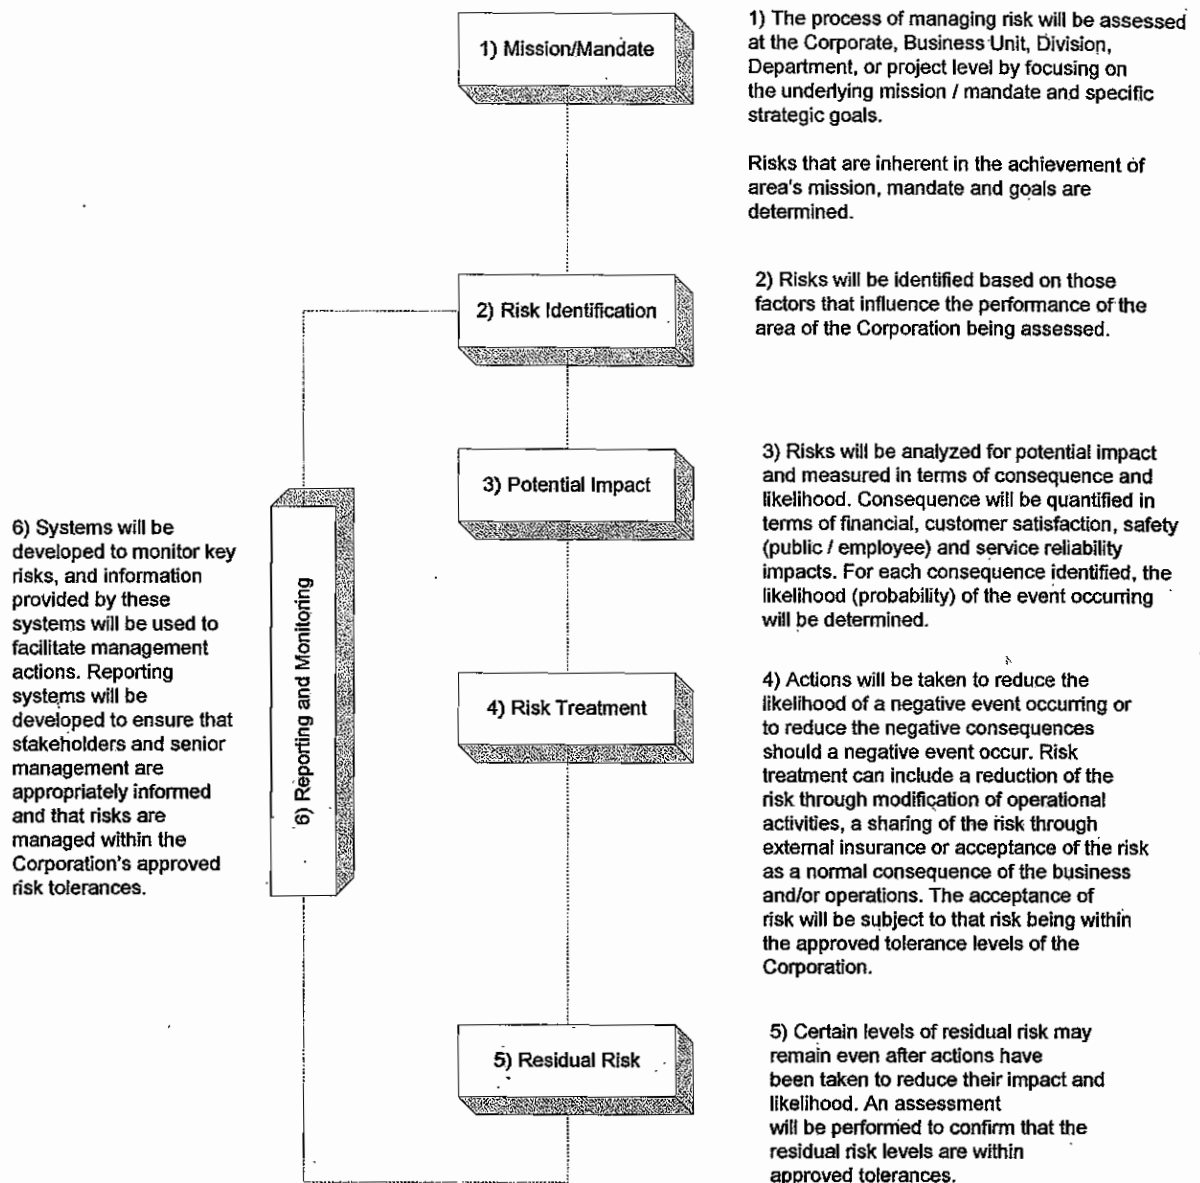 1) Mission/Mandate
1) The process of managing risk will be assessed
at the Corporate, Business Unit, Division,
Department, or project level by focusing on
the underlying mission / mandate and specific
strategic goals.
Risks that are inherent in the achievement of
area's mission, mandate and goals are
determined.
2) Risk Identification
2) Risks will be identified based on those
factors that influence the performance of the
area of the Corporation being assessed.
3) Potential Impact
3) Risks will be analyzed for potential impact
and measured in terms of consequence and
likelihood. Consequence will be quantified in
terms of financial, customer satisfaction, safety
(public / employee) and service reliability
impacts. For each consequence identified, the
likelihood (probability) of the event occurring
will be determined.
4) Risk Treatment
4) Actions will be taken to reduce the
likelihood of a negative event occurring or
to reduce the negative consequences
should a negative event occur. Risk
treatment can include a reduction of the
risk through modification of operational
activities, a sharing of the risk through
external insurance or acceptance of the risk
as a normal consequence of the business
and/or operations. The acceptance of
risk will be subject to that risk being within
the approved tolerance levels of the
Corporation.
5) Residual Risk
5) Certain levels of residual risk may
remain even after actions have
been taken to reduce their impact and
likelihood. An assessment
will be performed to confirm that the
residual risk levels are within
approved tolerances.
6) Reporting and Monitoring
6) Systems will be
developed to monitor key
risks, and information
provided by these
systems will be used to
facilitate management
actions. Reporting
systems will be
developed to ensure that
stakeholders and senior
management are
appropriately informed
and that risks are
managed within the
Corporation's approved
risk tolerances.